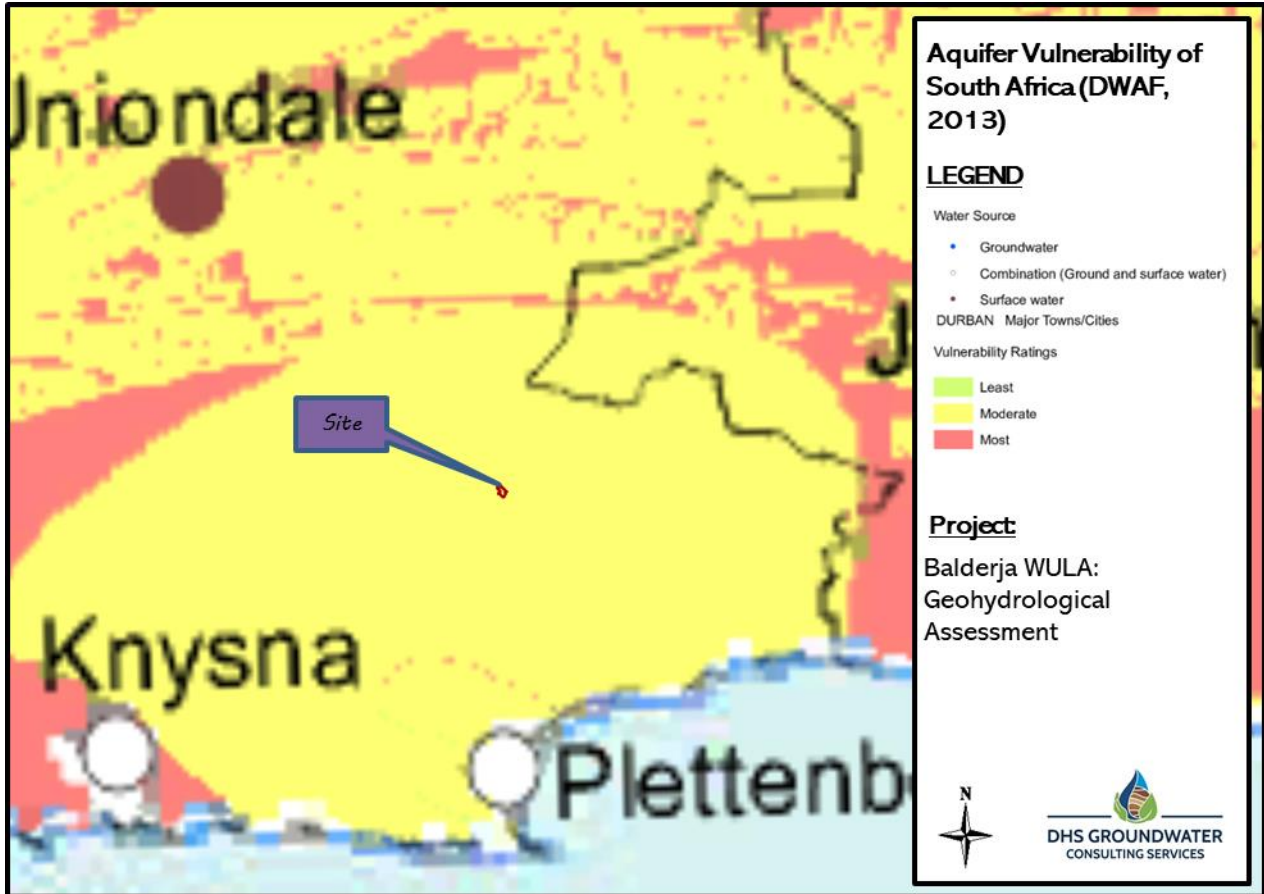 Uniondale
Site
Knysna
Plettenb
J
Aquifer Vulnerability of
South Africa (DWAF,
2013)
LEGEND
Water Source
Groundwater
Combination (Ground and surface water)
Surface water
DURBAN Major Towns/Cities
Vulnerability Ratings
Least
Moderate
Most
Project:
Balderja WULA:
Geohydrological
Assessment
N
DHS GROUNDWATER
CONSULTING SERVICES